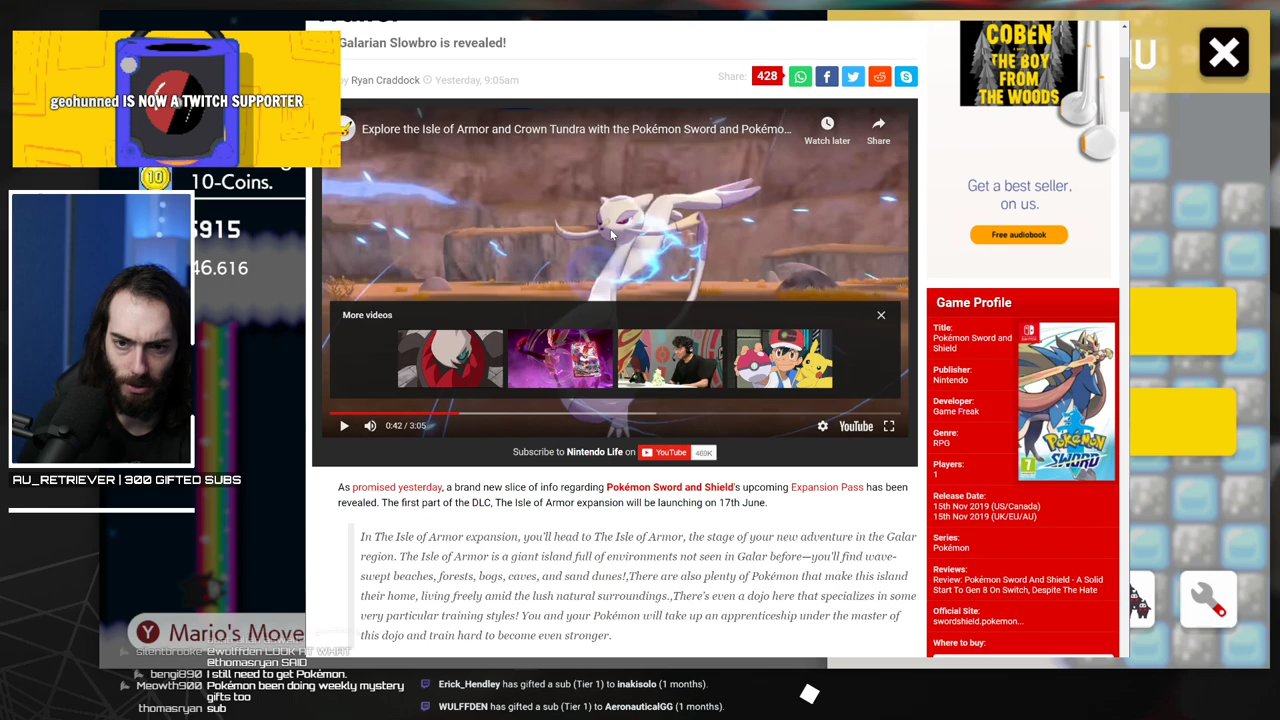 Galarian Slowbro is revealed!
by Ryan Craddock Yesterday, 9:05am
Share: 428
geohunned IS NOW A TWITCH SUPPORTER
10
10-Coins.
5915
46.616
Explore the Isle of Armor and Crown Tundra with the Pokémon Sword and Pokémo...
Watch later
Share
More videos
0:42 / 3:05
YouTube
Subscribe to Nintendo Life on YouTube 469K
AU_RETRIEVER | 300 GIFTED SUBS
As promised yesterday, a brand new slice of info regarding Pokémon Sword and Shield's upcoming Expansion Pass has been
revealed. The first part of the DLC, The Isle of Armor expansion will be launching on 17th June.
In The Isle of Armor expansion, you'll head to The Isle of Armor, the stage of your new adventure in the Galar
region. The Isle of Armor is a giant island full of environments not seen in Galar before—you'll find wave-
swept beaches, forests, bogs, caves, and sand dunes!,There are also plenty of Pokémon that make this island
their home, living freely amid the lush natural surroundings.,There's even a dojo here that specializes in some
very particular training styles! You and your Pokémon will take up an apprenticeship under the master of
this dojo and train hard to become even stronger.
COBEN
THE BOY
FROM
THE WOODS
Get a best seller,
on us.
Free audiobook
Game Profile
Title:
Pokémon Sword and
Shield
Publisher:
Nintendo
Developer:
Game Freak
Genre:
RPG
Players:
1
Release Date:
15th Nov 2019 (US/Canada)
15th Nov 2019 (UK/EU/AU)
Series:
Pokémon
Reviews:
Review: Pokémon Sword And Shield - A Solid
Start To Gen 8 On Switch, Despite The Hate
Official Site:
swordshield.pokemon...
Where to buy:
POKéMON
SWORD
7
U
Y Mario's Move
silentbrooke @wulffden LOOK AT WHAT
@thomasryan SAID
bengi890 I still need to get Pokémon.
Meowth900 Pokémon been doing weekly mystery
gifts too
thomasryan sub
Erick_Hendley has gifted a sub (Tier 1) to inakisolo (1 months).
WULFFDEN has gifted a sub (Tier 1) to AeronauticalGG (1 months).